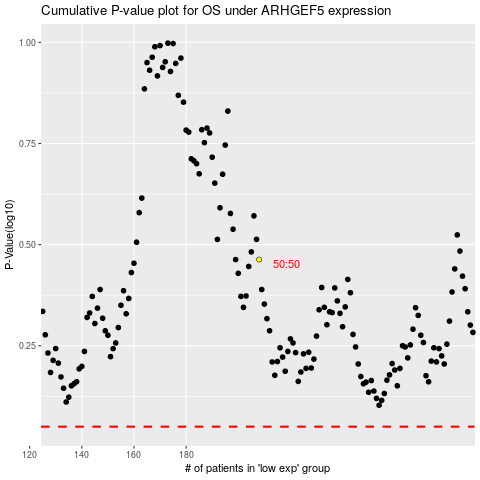 Cumulative P-value plot for OS under ARHGEF5 expression
P-Value(log10)
1.00
0.75
0.50
0.25
50:50
120 140 160 180
# of patients in 'low exp' group